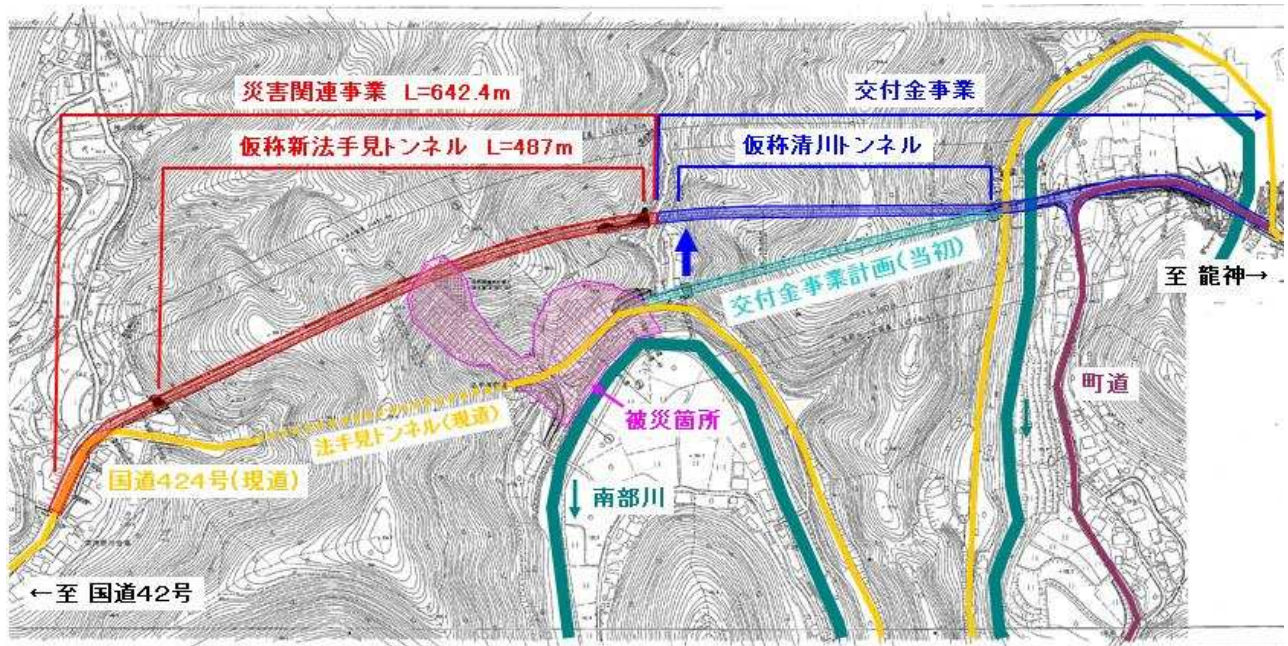 災害関連事業 L=642.4m
交付金事業
仮称新法手見トンネル L=487m
仮称清川トンネル
至 龍神→
交付金事業計画(当初)
町道
被災箇所
法手見トンネル(現道)
国道424号(現道)
南部川
←至 国道42号